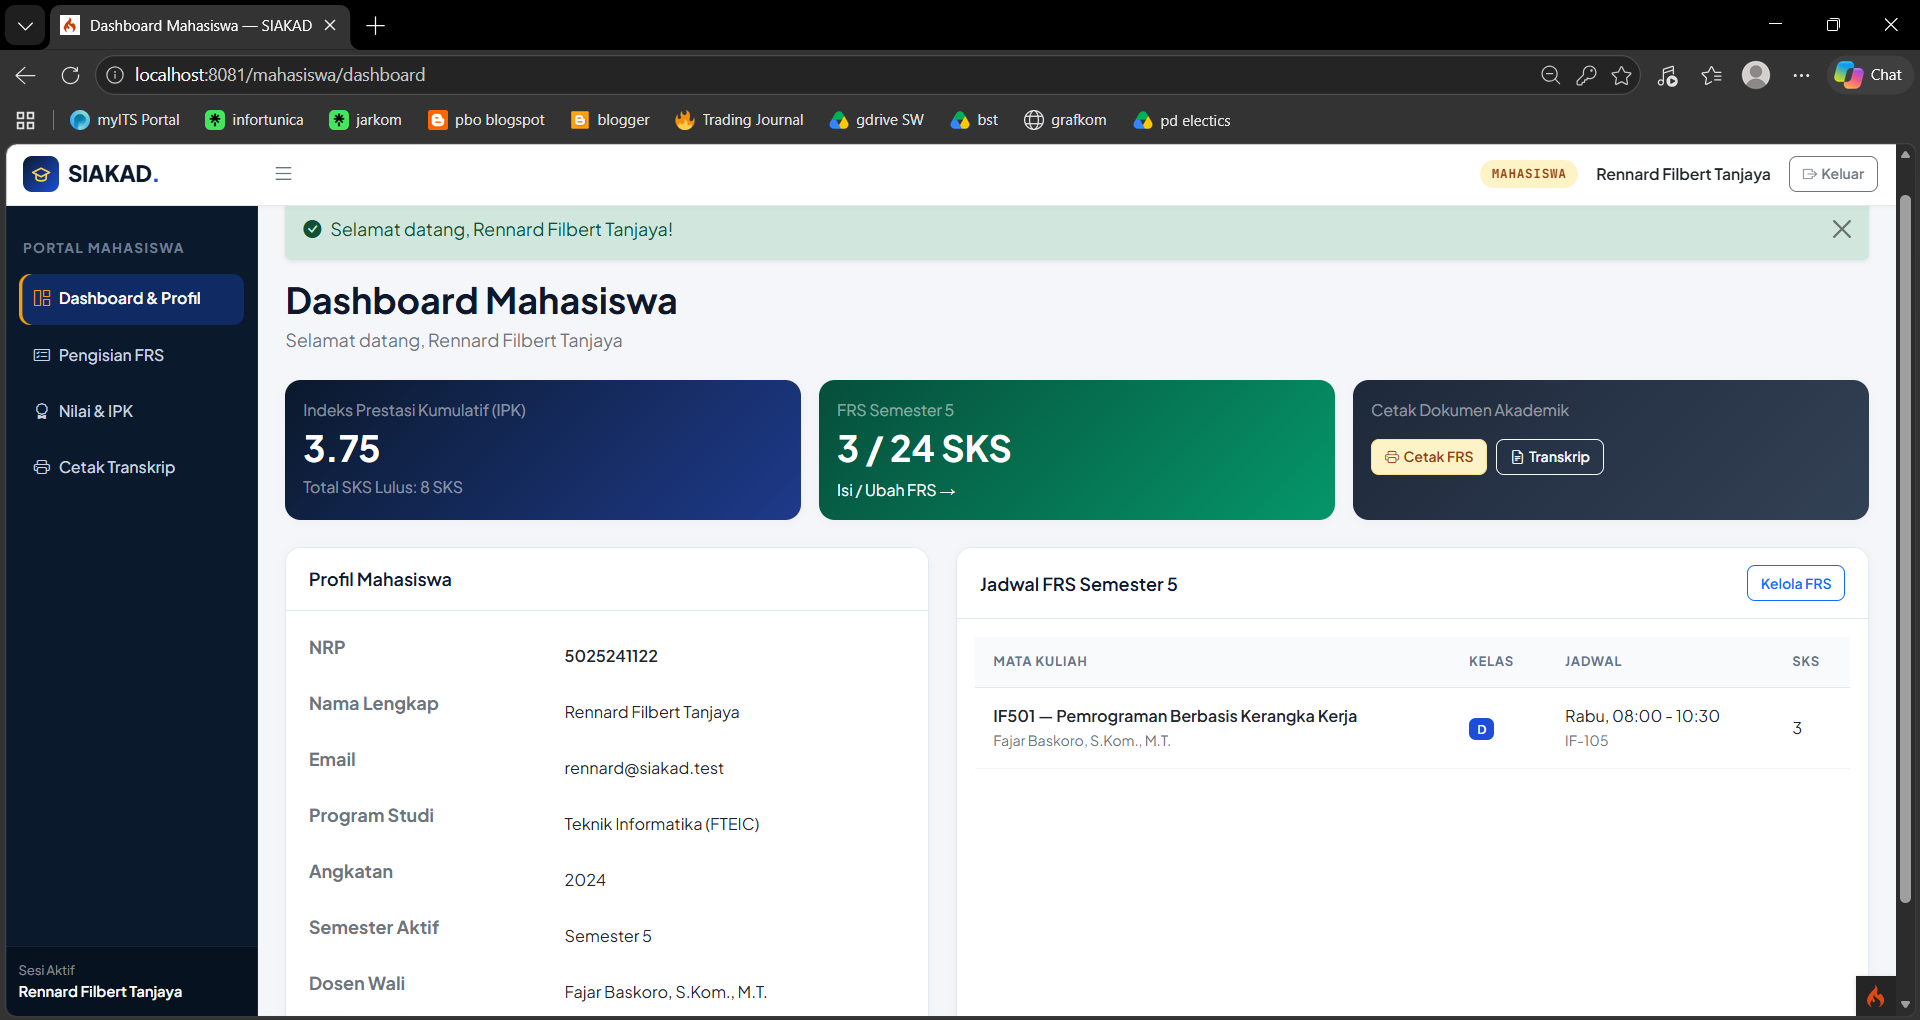 Dashboard Mahasiswa — SIAKAD
localhost:8081/mahasiswa/dashboard
Chat
myITS Portal
infortunica
jarkom
pbo blogspot
blogger
Trading Journal
gdrive SW
bst
grafkom
pd electics
SIAKAD.
MAHASISWA
Rennard Filbert Tanjaya
Keluar
PORTAL MAHASISWA
Dashboard & Profil
Pengisian FRS
Nilai & IPK
Cetak Transkrip
Sesi Aktif
Rennard Filbert Tanjaya
Selamat datang, Rennard Filbert Tanjaya!
Dashboard Mahasiswa
Selamat datang, Rennard Filbert Tanjaya
Indeks Prestasi Kumulatif (IPK)
3.75
Total SKS Lulus: 8 SKS
FRS Semester 5
3 / 24 SKS
Isi / Ubah FRS →
Cetak Dokumen Akademik
Cetak FRS
Transkrip
Profil Mahasiswa
NRP
5025241122
Nama Lengkap
Rennard Filbert Tanjaya
Email
rennard@siakad.test
Program Studi
Teknik Informatika (FTEIC)
Angkatan
2024
Semester Aktif
Semester 5
Dosen Wali
Fajar Baskoro, S.Kom., M.T.
Jadwal FRS Semester 5
Kelola FRS
MATA KULIAH KELAS JADWAL SKS
IF501 — Pemrograman Berbasis Kerangka Kerja
Fajar Baskoro, S.Kom., M.T.
D
Rabu, 08:00 - 10:30
IF-105
3